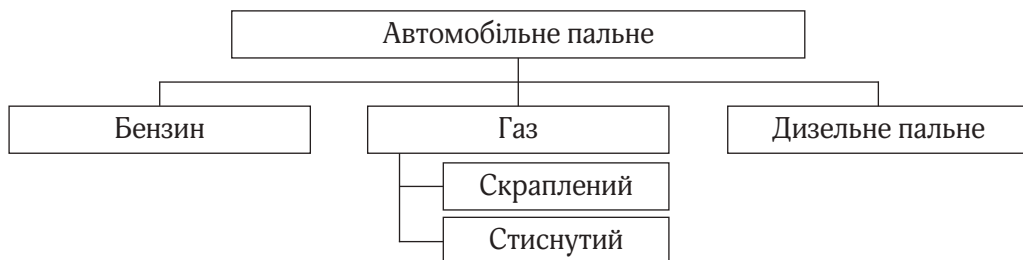 Автомобільне пальне
Бензин
Газ
Дизельне пальне
Скраплений
Стиснутий